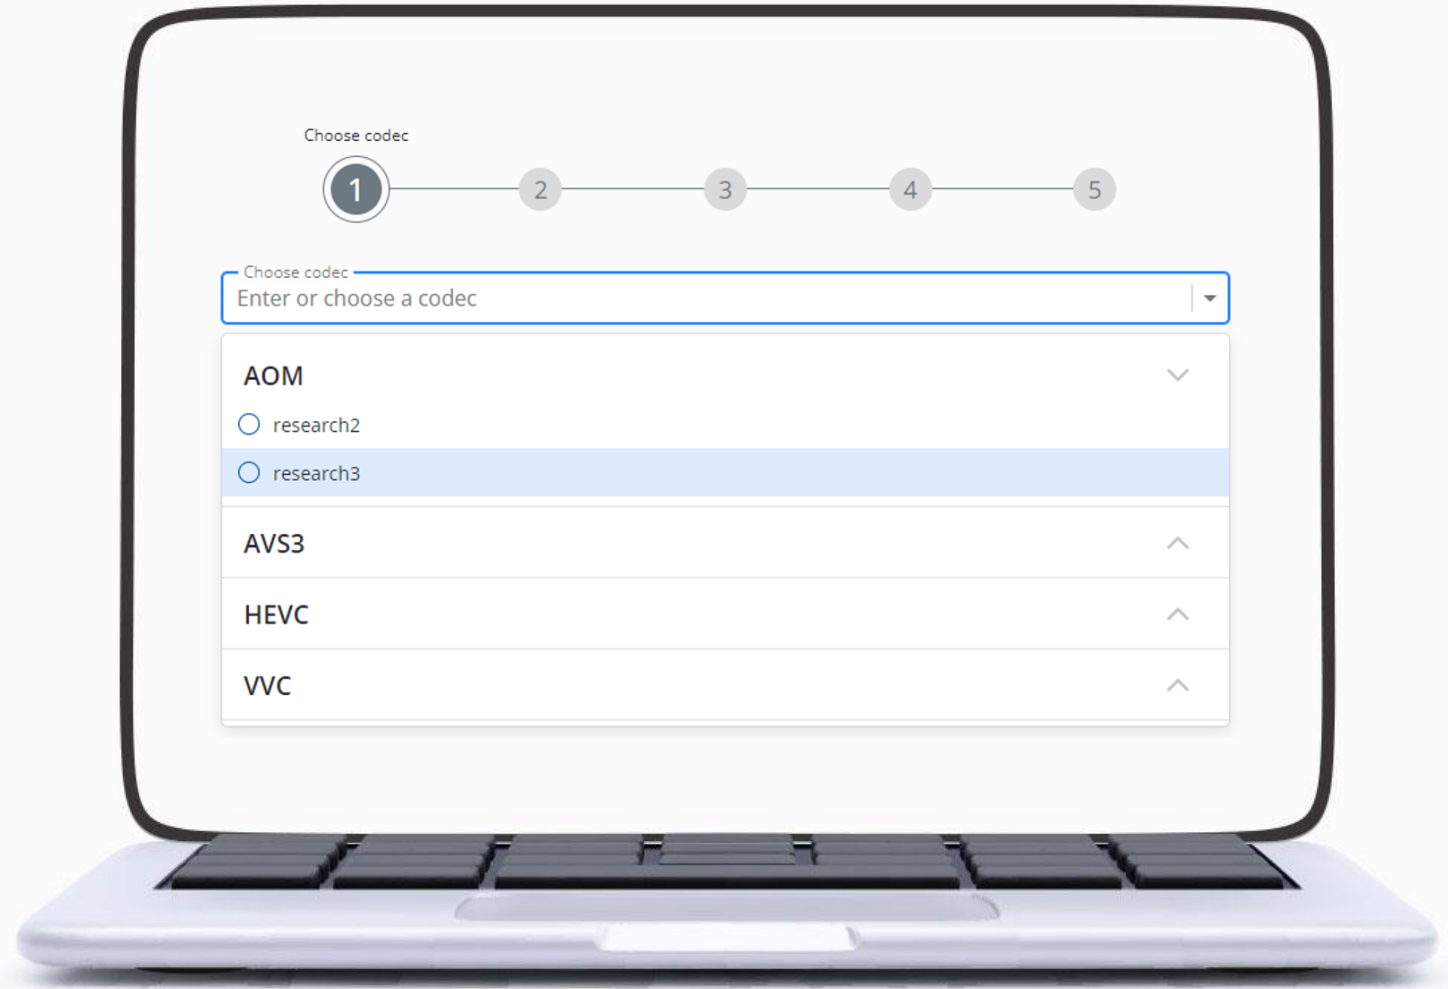 Choose codec
1 2 3 4 5
Choose codec
Enter or choose a codec
AOM
research2
research3
AVS3
HEVC
VVC